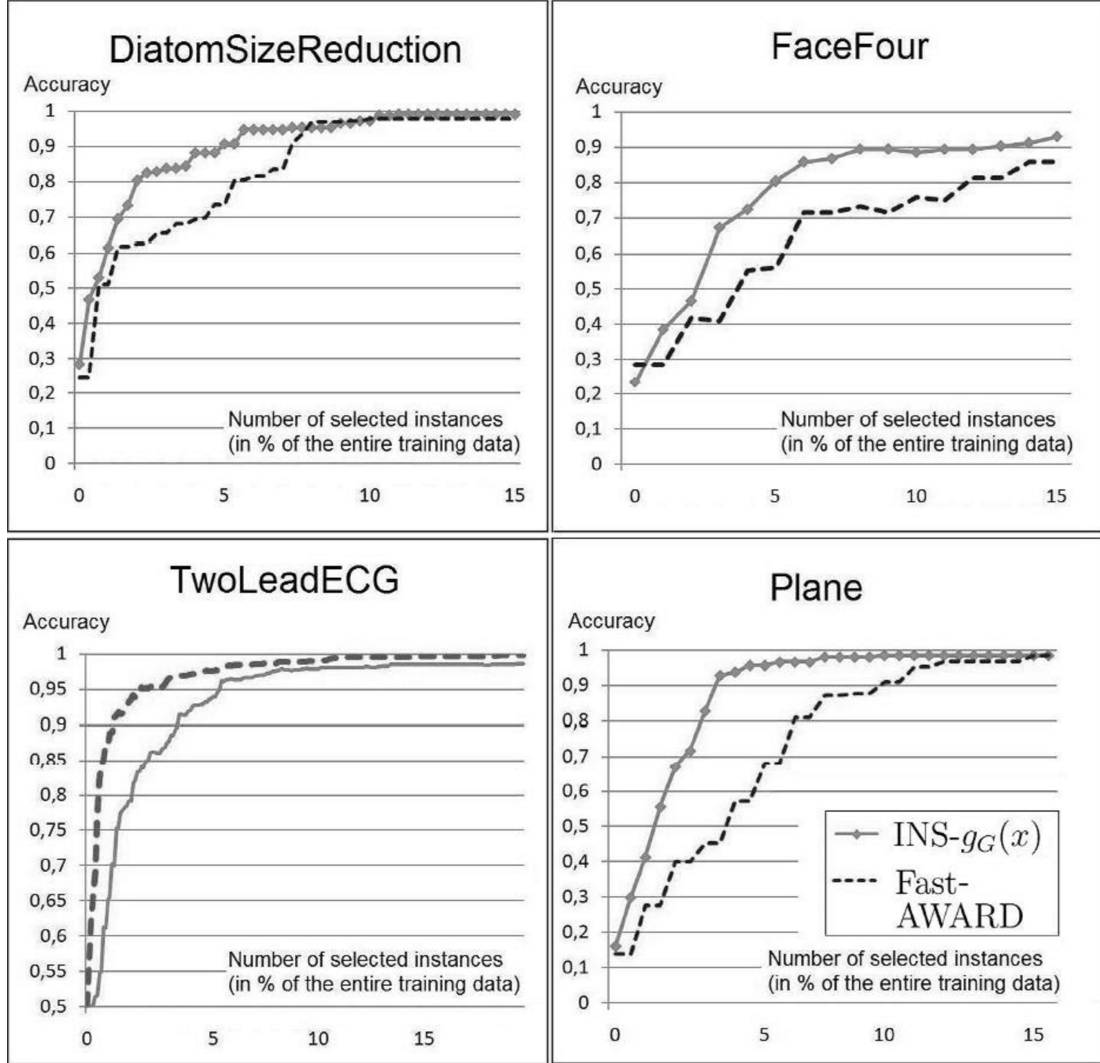 DiatomSizeReduction
Accuracy
1
0,9
0,8
0,7
0,6
0,5
0,4
0,3
0,2
0,1
0
Number of selected instances
(in % of the entire training data)
0 5 10 15
FaceFour
Accuracy
1
0,9
0,8
0,7
0,6
0,5
0,4
0,3
0,2
0,1
0
Number of selected instances
(in % of the entire training data)
0 5 10 15
TwoLeadECG
Accuracy
1
0,95
0,9
0,85
0,8
0,75
0,7
0,65
0,6
0,55
0,5
Number of selected instances
(in % of the entire training data)
0 5 10 15
Plane
Accuracy
1
0,9
0,8
0,7
0,6
0,5
0,4
0,3
0,2
0,1
0
INS-g_G(x)
Fast-
AWARD
Number of selected instances
(in % of the entire training data)
0 5 10 15